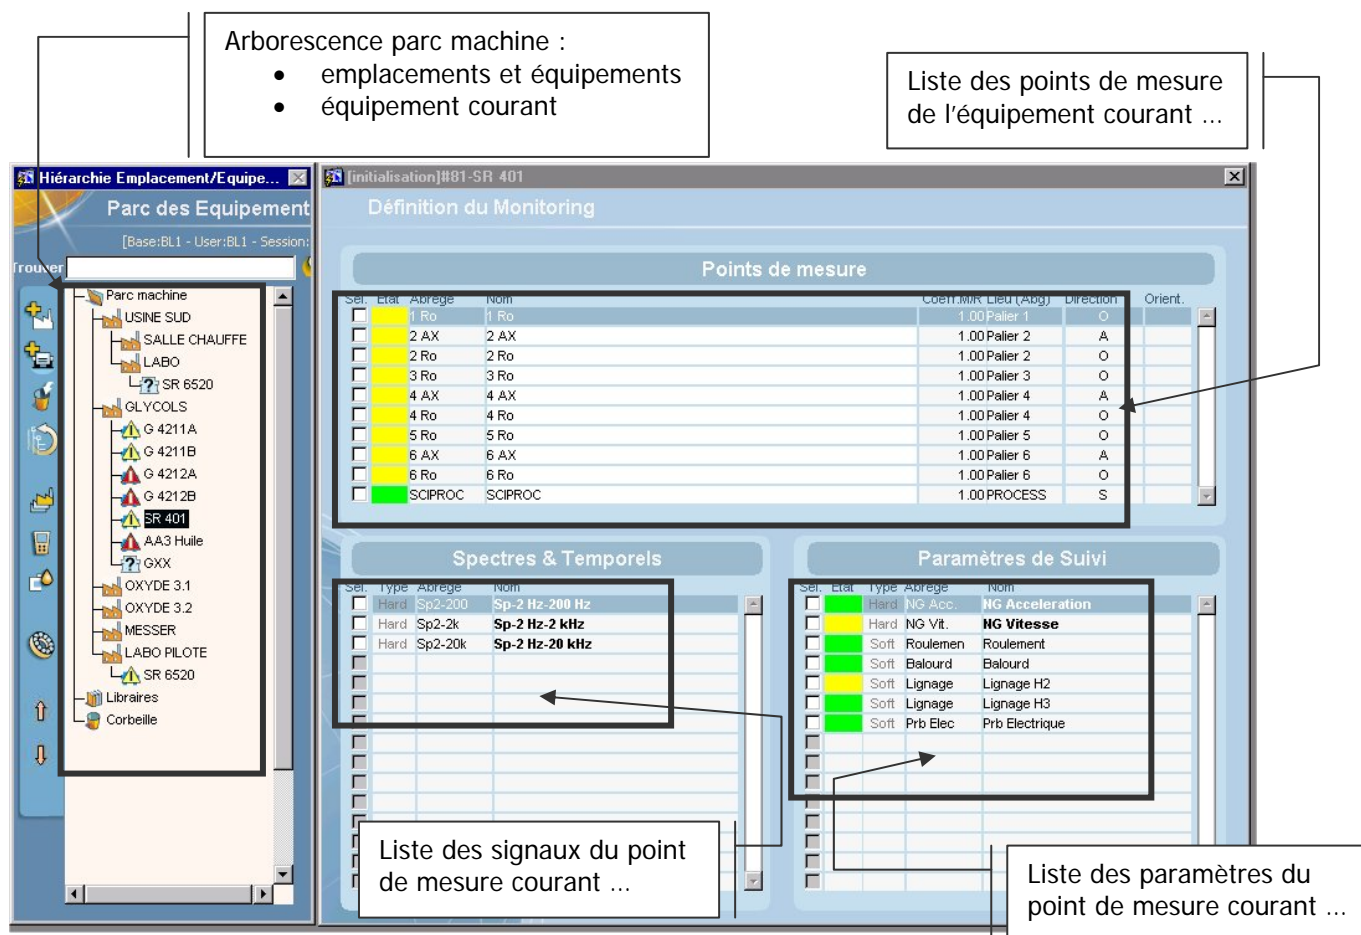 Arborescence parc machine :
• emplacements et équipements
• équipement courant
Liste des points de mesure
de l'équipement courant ...
Hiérarchie Emplacement/Equipe...
Parc des Equipement
[Base:BL1 - User:BL1 - Session:
Trouver
Parc machine
USINE SUD
SALLE CHAUFFE
LABO
SR 6520
GLYCOLS
G 4211A
G 4211B
G 4212A
G 4212B
SR 401
AA3 Huile
GXX
OXYDE 3.1
OXYDE 3.2
MESSER
LABO PILOTE
SR 6520
Libraires
Corbeille
[initialisation]#81-SR 401
Définition du Monitoring
Points de mesure
Sel. Etat Abrégé Nom Coeff.M/R Lieu (Abg) Direction Orient.
1 Ro 1 Ro 1.00 Palier 1 O
2 AX 2 AX 1.00 Palier 2 A
2 Ro 2 Ro 1.00 Palier 2 O
3 Ro 3 Ro 1.00 Palier 3 O
4 AX 4 AX 1.00 Palier 4 A
4 Ro 4 Ro 1.00 Palier 4 O
5 Ro 5 Ro 1.00 Palier 5 O
6 AX 6 AX 1.00 Palier 6 A
6 Ro 6 Ro 1.00 Palier 6 O
SCIPROC SCIPROC 1.00 PROCESS S
Spectres & Temporels
Sel. Type Abrégé Nom
Hard Sp2-200 Sp-2 Hz-200 Hz
Hard Sp2-2k Sp-2 Hz-2 kHz
Hard Sp2-20k Sp-2 Hz-20 kHz
Paramètres de Suivi
Sel. Etat Type Abrégé Nom
Hard NG Acc. NG Acceleration
Hard NG Vit. NG Vitesse
Soft Roulemen Roulement
Soft Balourd Balourd
Soft Lignage Lignage H2
Soft Lignage Lignage H3
Soft Prb Elec Prb Electrique
Liste des signaux du point
de mesure courant ...
Liste des paramètres du
point de mesure courant ...